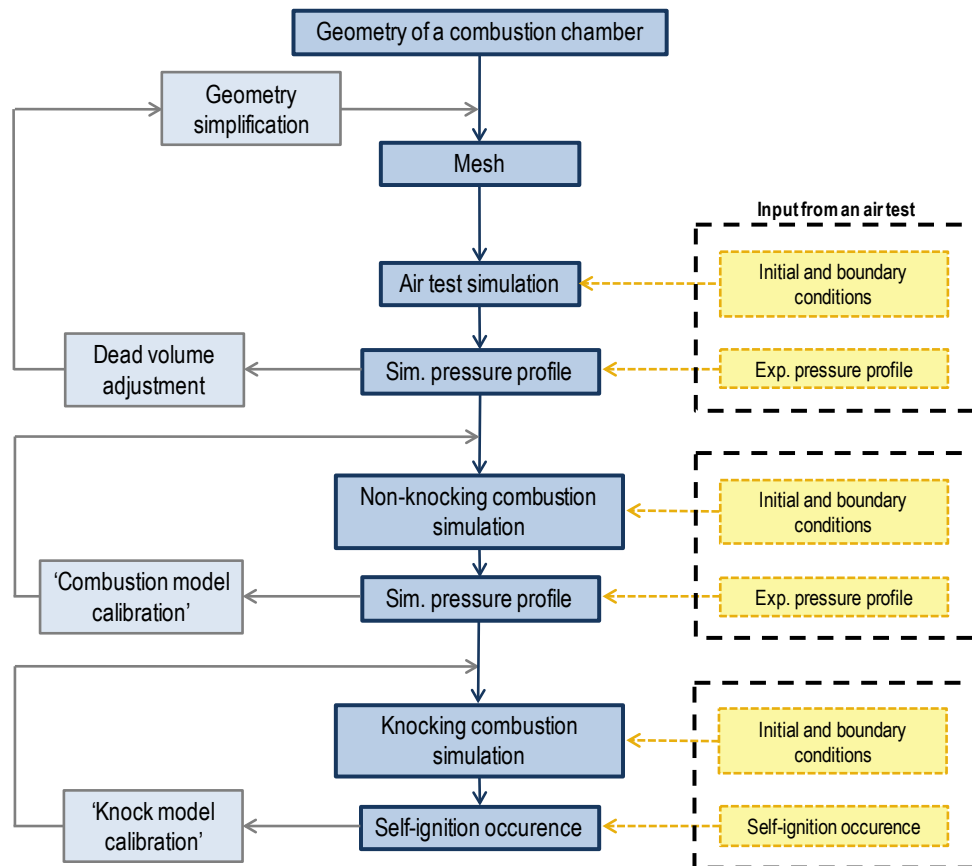 Geometry of a combustion chamber
Geometry
simplification
Mesh
Input from an air test
Initial and boundary
conditions
Air test simulation
Dead volume
adjustment
Sim. pressure profile
Exp. pressure profile
Non-knocking combustion
simulation
Initial and boundary
conditions
‘Combustion model
calibration’
Sim. pressure profile
Exp. pressure profile
Knocking combustion
simulation
Initial and boundary
conditions
‘Knock model
calibration’
Self-ignition occurence
Self-ignition occurence